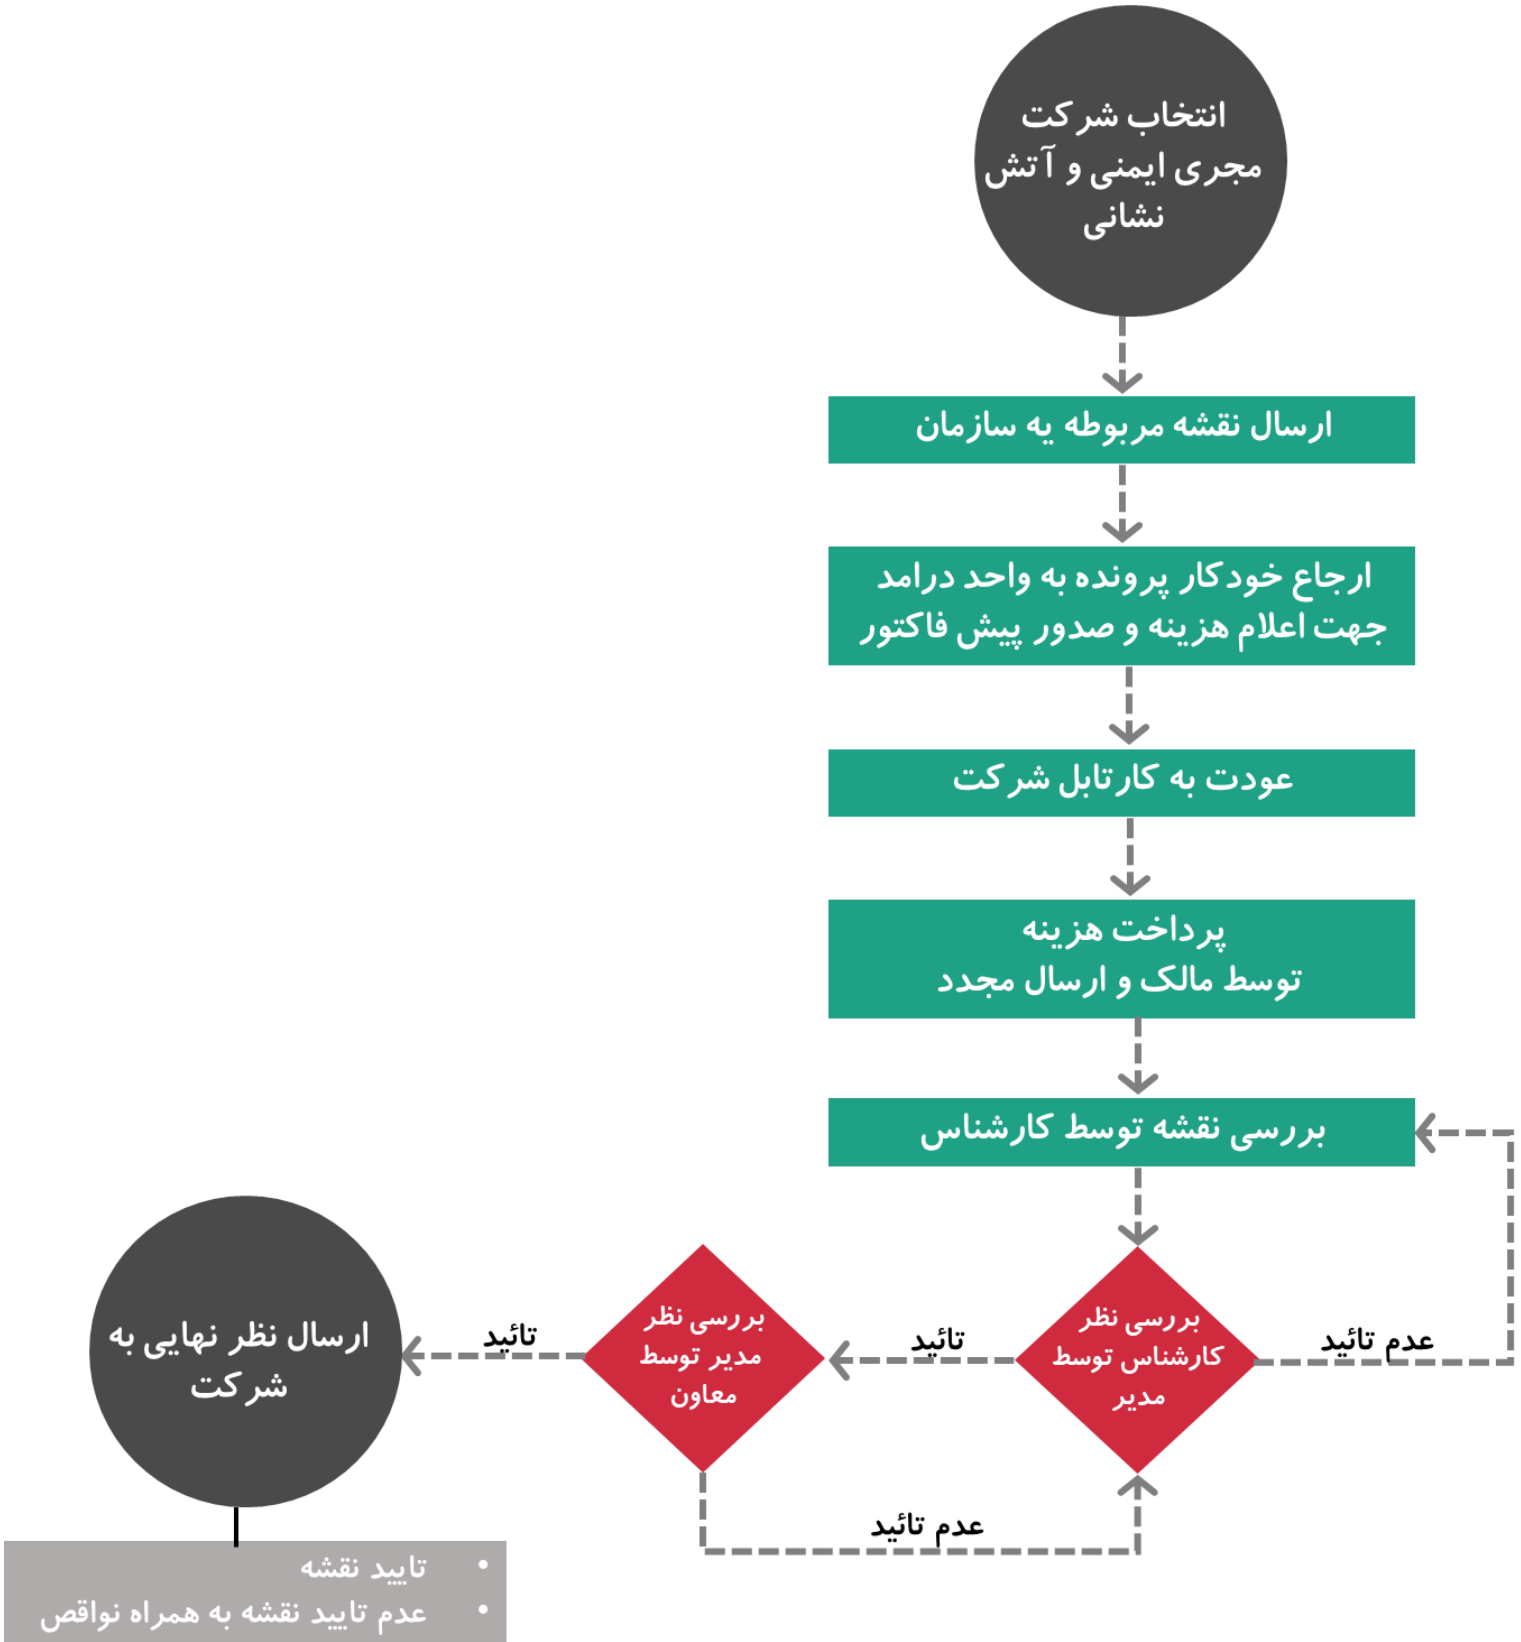 انتخاب شرکت
مجری ایمنی و آتش
نشانی
ارسال نقشه مربوطه یه سازمان
ارجاع خودکار پرونده به واحد درامد
جهت اعلام هزینه و صدور پیش فاکتور
عودت به کارتابل شرکت
پرداخت هزینه
توسط مالک و ارسال مجدد
بررسی نقشه توسط کارشناس
بررسی نظر
کارشناس توسط
مدیر
عدم تائید
تائید
بررسی نظر
مدیر توسط
معاون
عدم تائید
تائید
ارسال نظر نهایی به
شرکت
• تایید نقشه
• عدم تایید نقشه به همراه نواقص